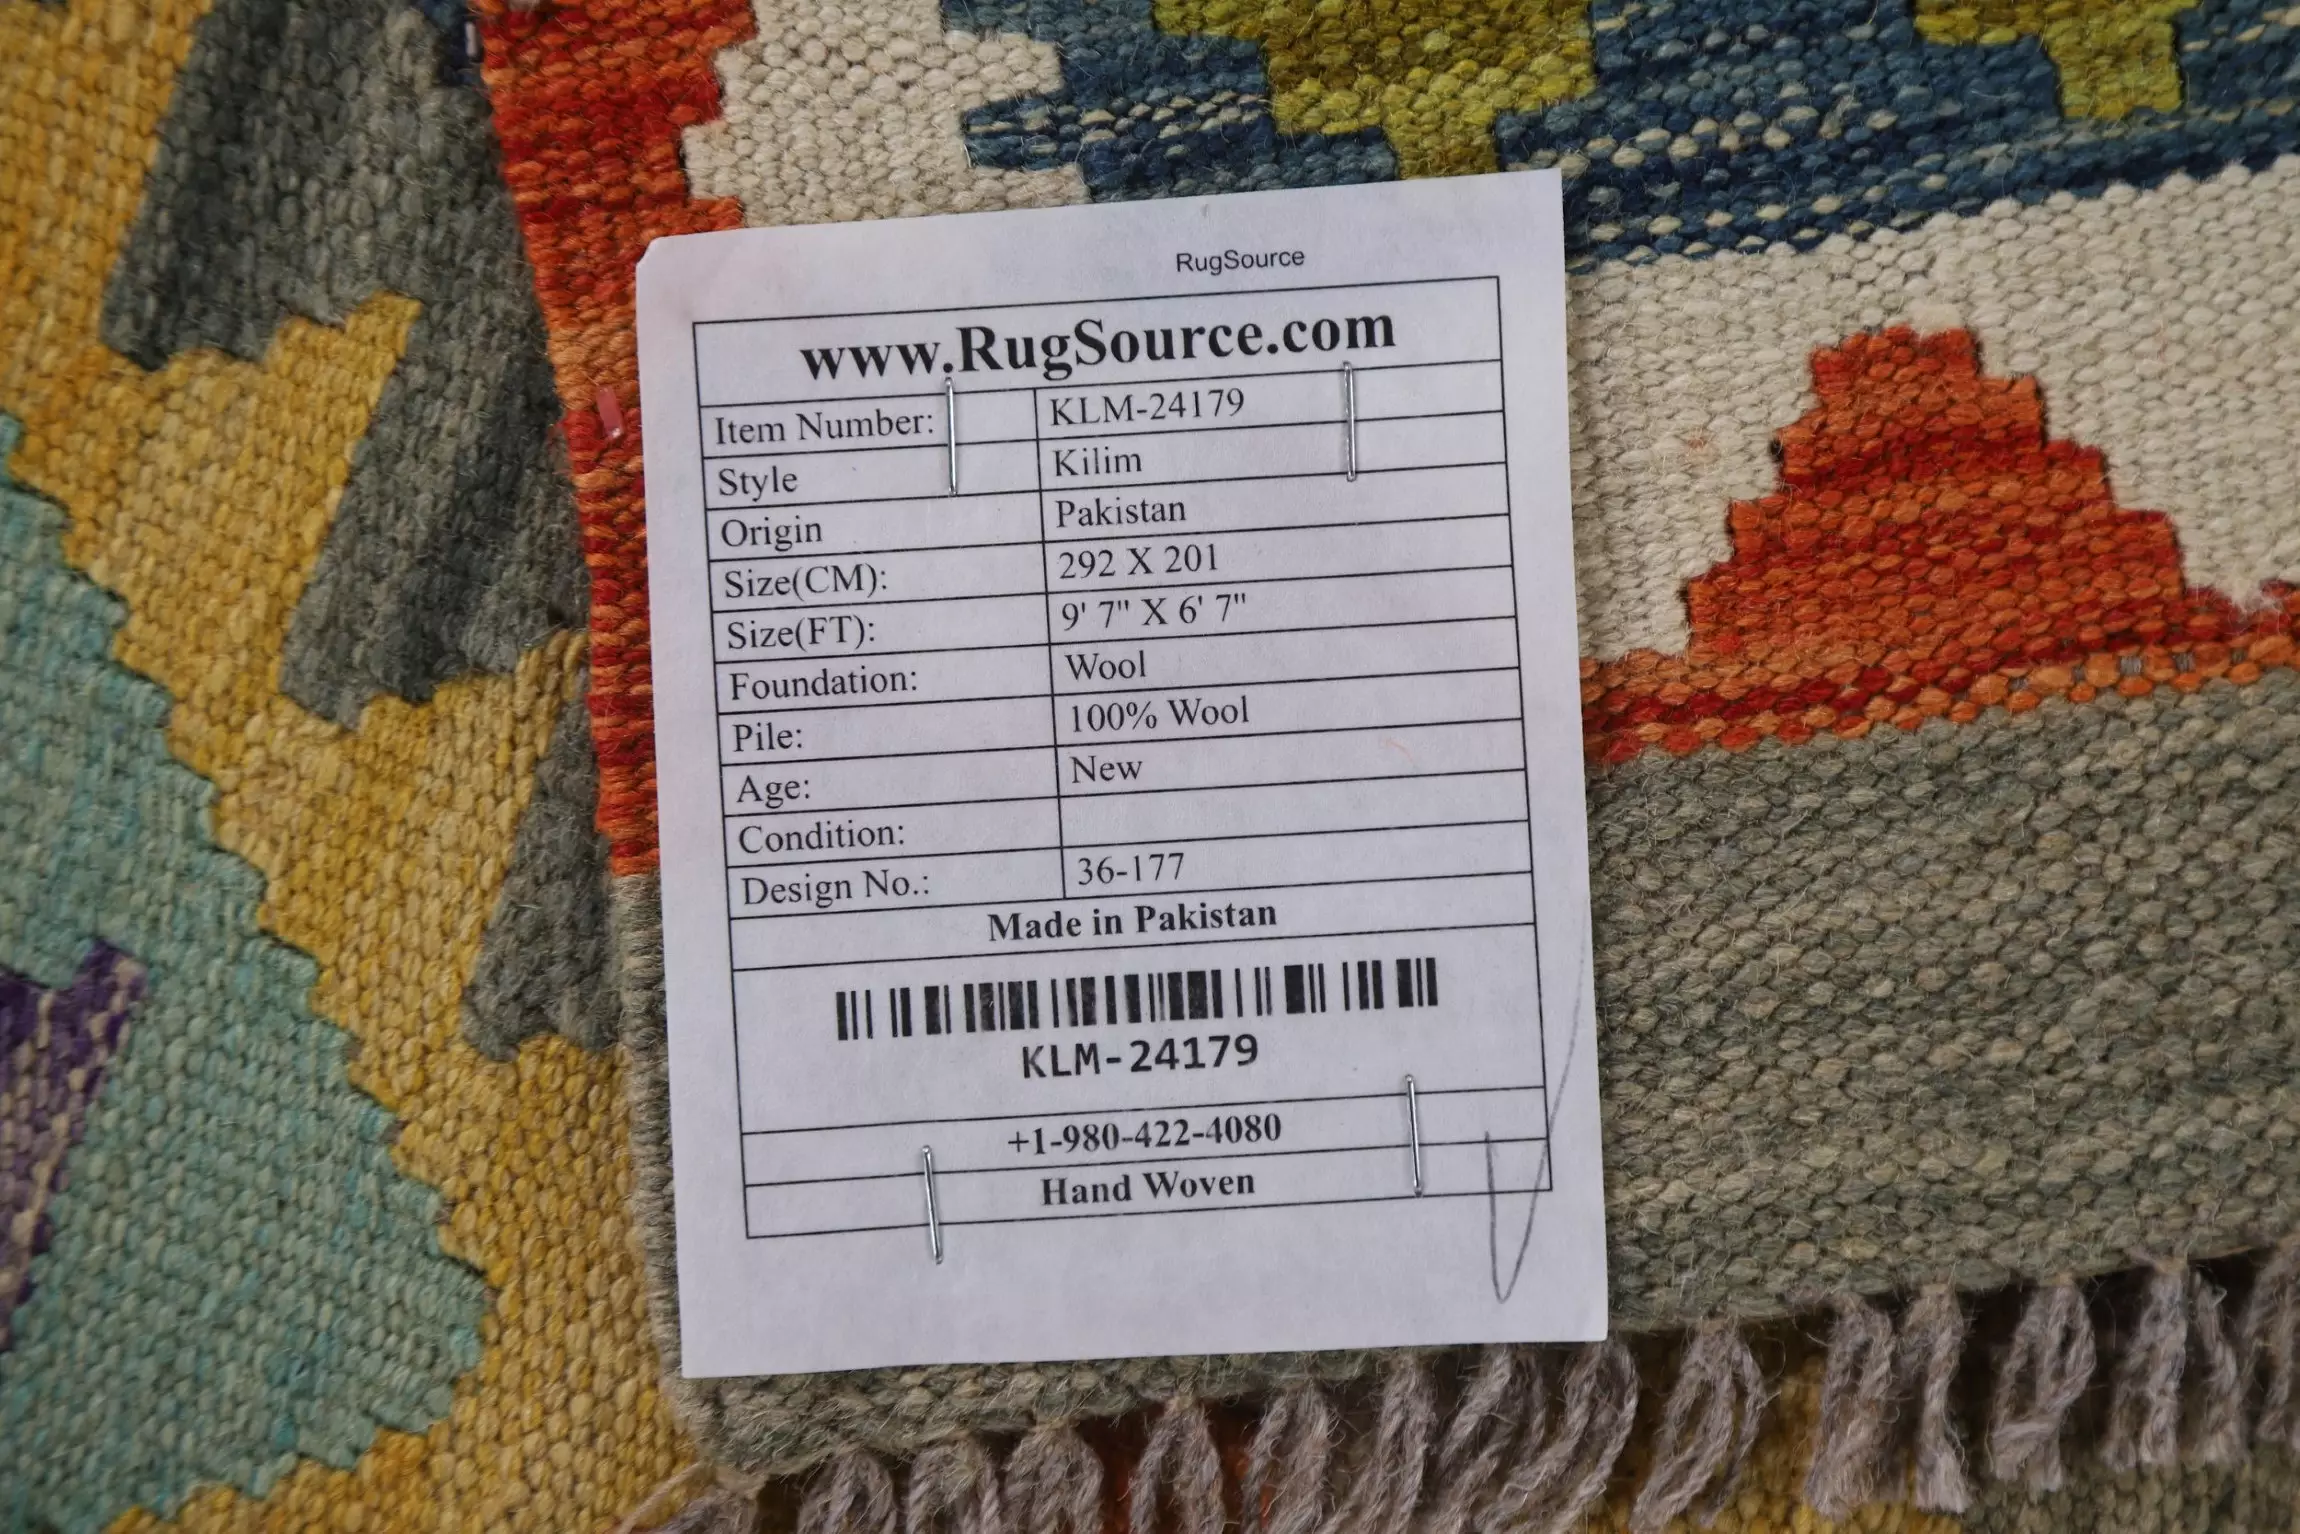 RugSource
www.RugSource.com
Item Number: KLM-24179
Style Kilim
Origin Pakistan
Size(CM): 292 X 201
Size(FT): 9' 7" X 6' 7"
Foundation: Wool
Pile: 100% Wool
Age: New
Condition:
Design No.: 36-177
Made in Pakistan
KLM-24179
+1-980-422-4080
Hand Woven